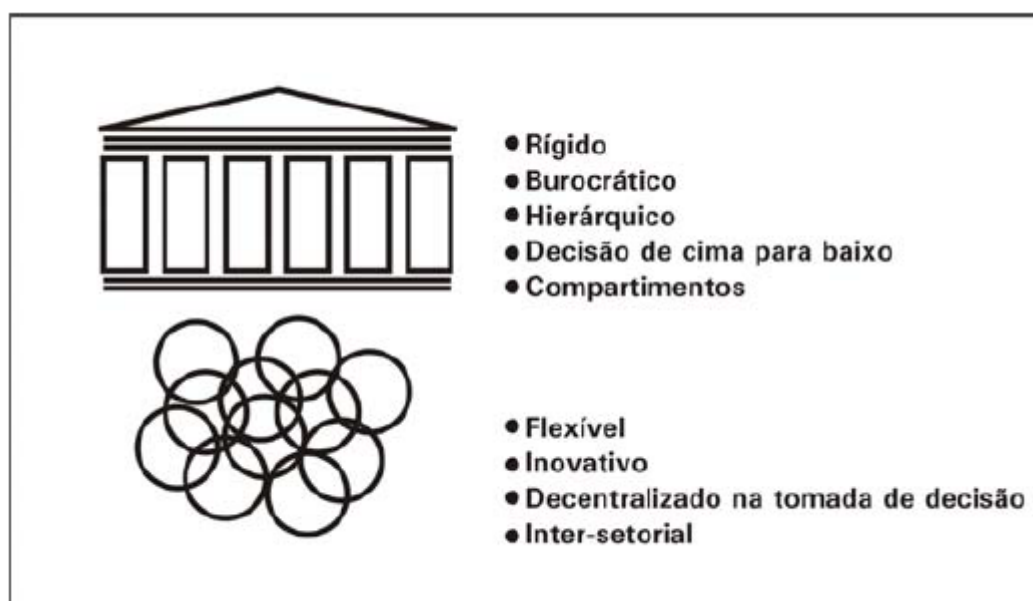 • Rígido
• Burocrático
• Hierárquico
• Decisão de cima para baixo
• Compartimentos
• Flexível
• Inovativo
• Decentralizado na tomada de decisão
• Inter-setorial